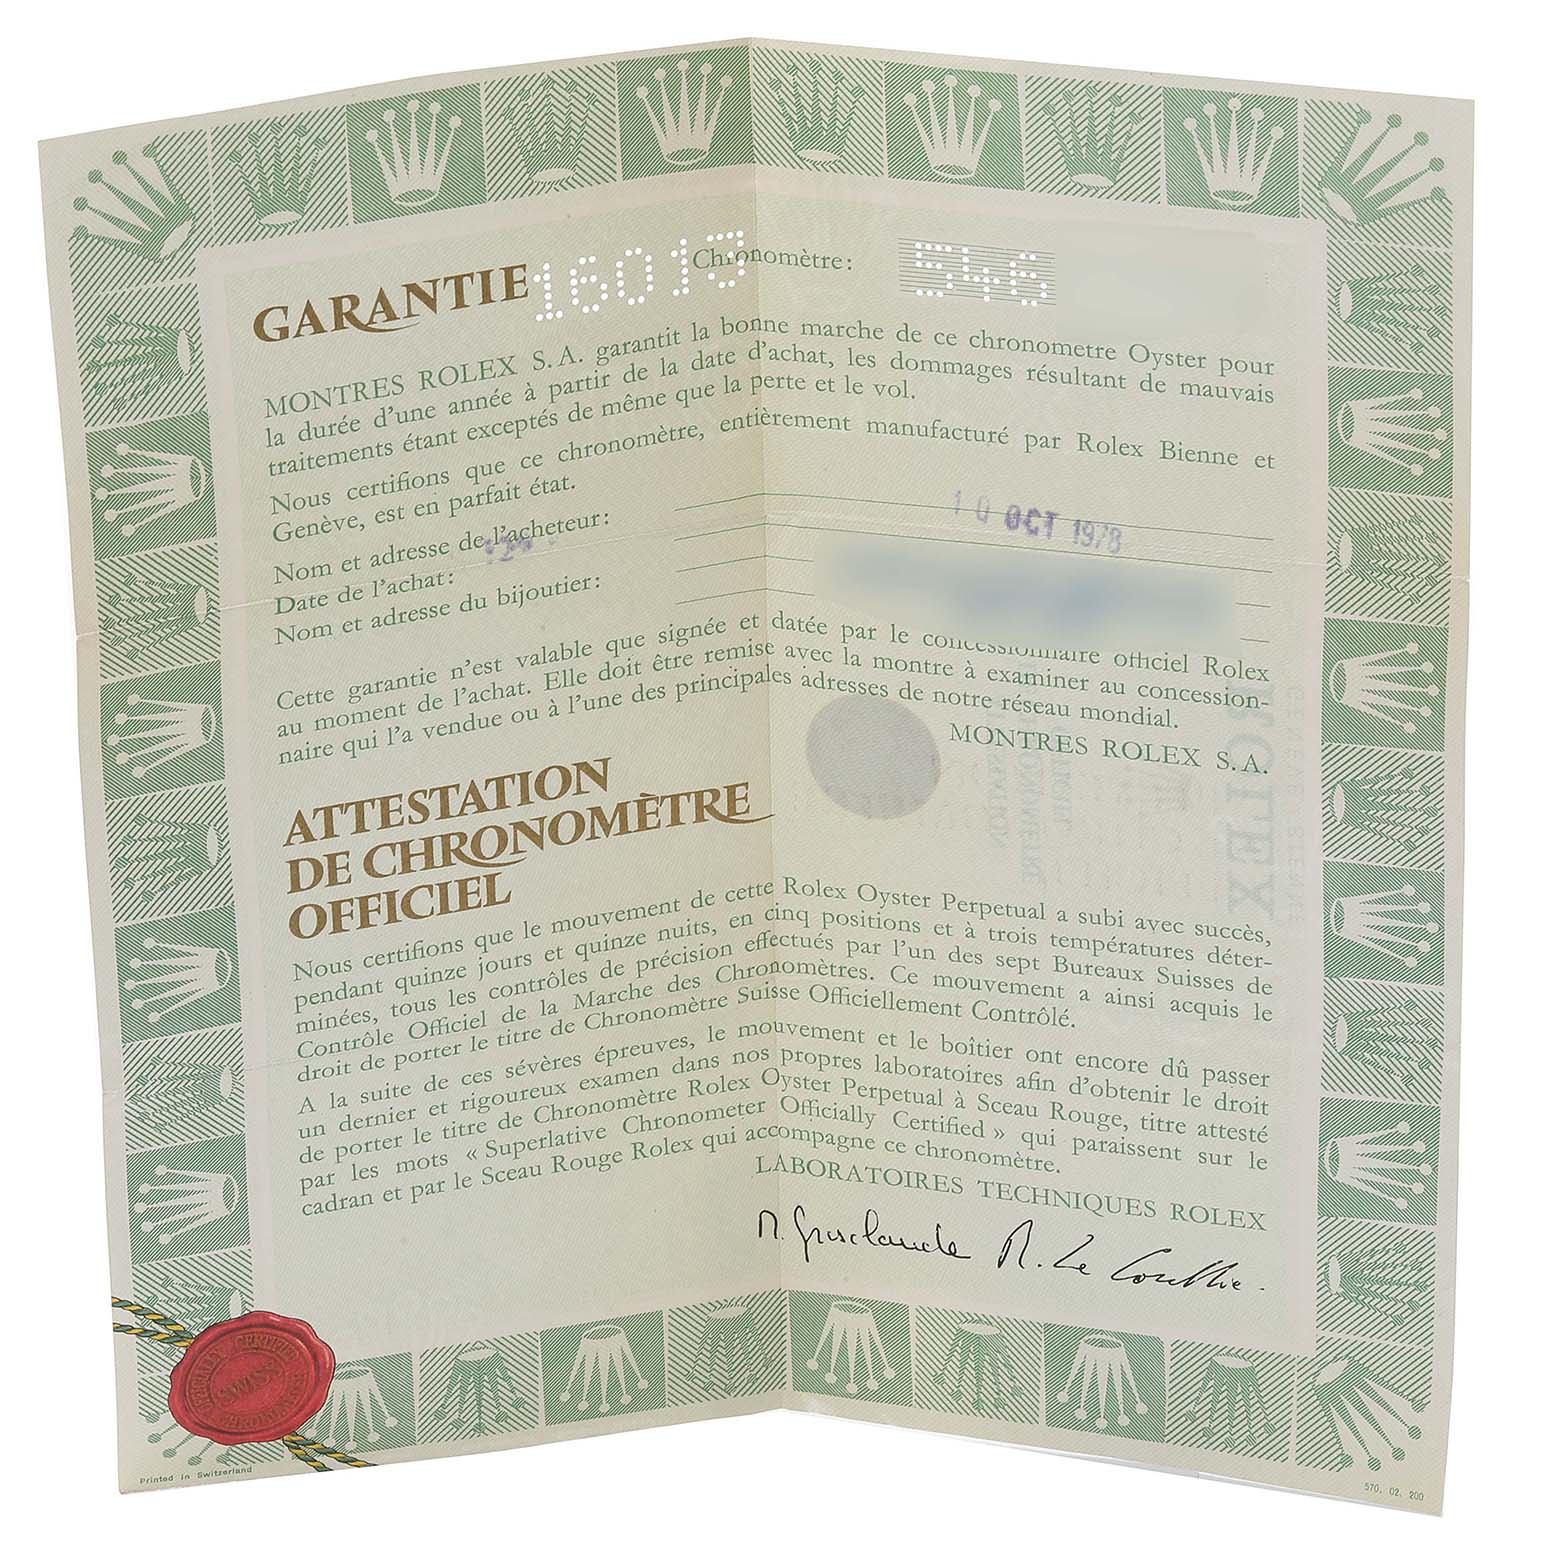 GARANTIE 16013 Chronomètre: 546
MONTRES ROLEX S.A. garantit la bonne marche de ce chronometre Oyster pour
la durée d'une année à partir de la date d'achat, les dommages résultant de mauvais
traitements étant exceptés de même que la perte et le vol.
Nous certifions que ce chronomètre, entièrement manufacturé par Rolex Bienne et
Genève, est en parfait état.
Nom et adresse de l'acheteur:
Date de l'achat: 10 OCT 1978
Nom et adresse du bijoutier:
Cette garantie n'est valable que signée et datée par le concessionnaire officiel Rolex
au moment de l'achat. Elle doit être remise avec la montre à examiner au concession-
naire qui l'a vendue ou à l'une des principales adresses de notre réseau mondial.
MONTRES ROLEX S.A.
ATTESTATION
DE CHRONOMÈTRE
OFFICIEL
Nous certifions que le mouvement de cette Rolex Oyster Perpetual a subi avec succès,
pendant quinze jours et quinze nuits, en cinq positions et à trois températures déter-
minées, tous les contrôles de précision effectués par l'un des sept Bureaux Suisses de
Contrôle Officiel de la Marche des Chronomètres. Ce mouvement a ainsi acquis le
droit de porter le titre de Chronomètre Suisse Officiellement Contrôlé.
A la suite de ces sévères épreuves, le mouvement et le boîtier ont encore dû passer
un dernier et rigoureux examen dans nos propres laboratoires afin d'obtenir le droit
de porter le titre de Chronomètre Rolex Oyster Perpetual à Sceau Rouge, titre attesté
par les mots « Superlative Chronometer Officially Certified » qui paraissent sur le
cadran et par le Sceau Rouge Rolex qui accompagne ce chronomètre.
LABORATOIRES TECHNIQUES ROLEX
SWISS
Printed in Switzerland
570. 02. 200